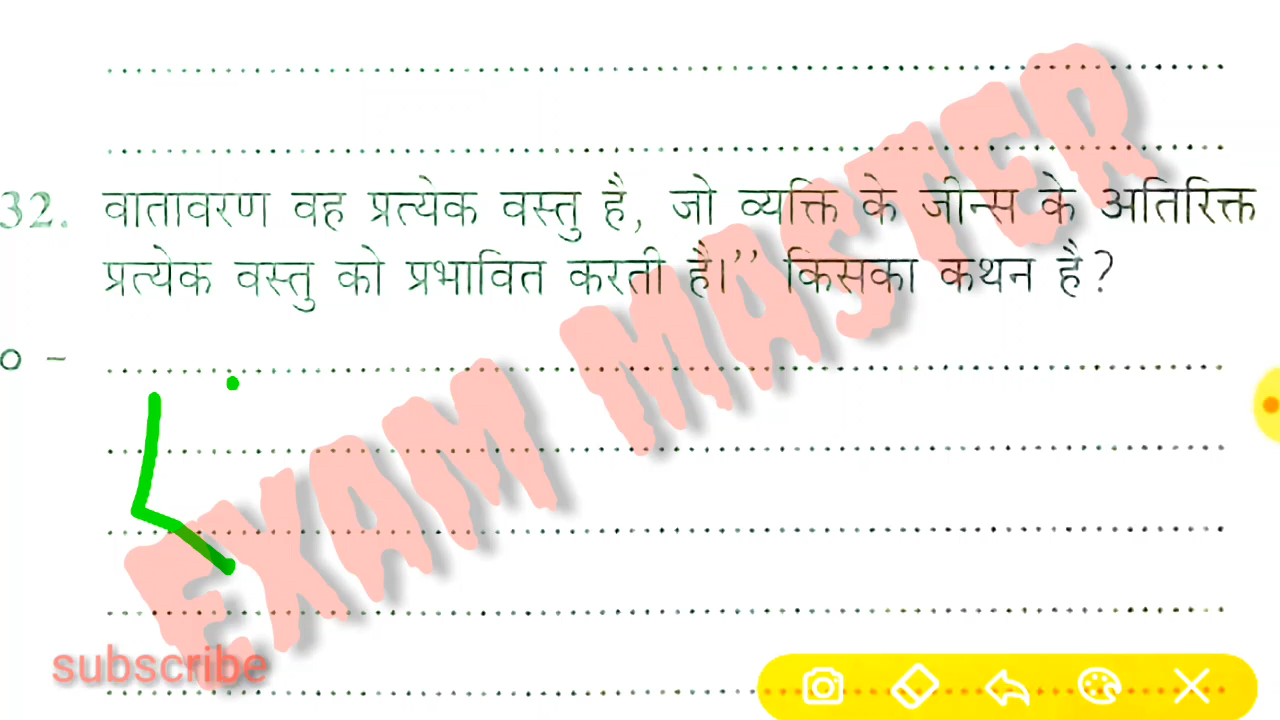 32. वातावरण वह प्रत्येक वस्तु है, जो व्यक्ति के जीन्स के अतिरिक्त
प्रत्येक वस्तु को प्रभावित करती है।’’ किसका कथन है?
o –
EXAM MASTER
subscribe